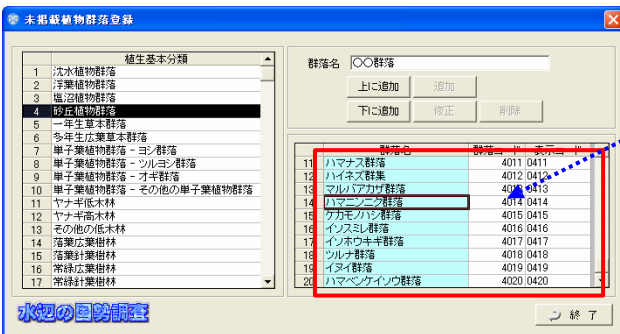 未掲載植物群落登録
植生基本分類
1 沈水植物群落
2 浮葉植物群落
3 塩沼植物群落
4 砂丘植物群落
5 一年生草本群落
6 多年生広葉草本群落
7 単子葉植物群落 - ヨシ群落
8 単子葉植物群落 - ツルヨシ群落
9 単子葉植物群落 - オギ群落
10 単子葉植物群落 - その他の単子葉植物群落
11 ヤナギ低木林
12 ヤナギ高木林
13 その他の低木林
14 落葉広葉樹林
15 落葉針葉樹林
16 常緑広葉樹林
17 常緑針葉樹林
群落名 〇〇群落
上に追加 追加
下に追加 修正 削除
群落名 群落コード 表示コード
11 ハマナス群落 4011 0411
12 ハイネズ群集 4012 0412
13 マルバアカザ群落 4013 0413
14 ハマニンニク群落 4014 0414
15 ケカモノハシ群落 4015 0415
16 イソスミレ群落 4016 0416
17 イソホウキギ群落 4017 0417
18 ツルナ群落 4018 0418
19 イヌイ群落 4019 0419
20 ハマベンケイソウ群落 4020 0420
水辺の国勢調査
終 了